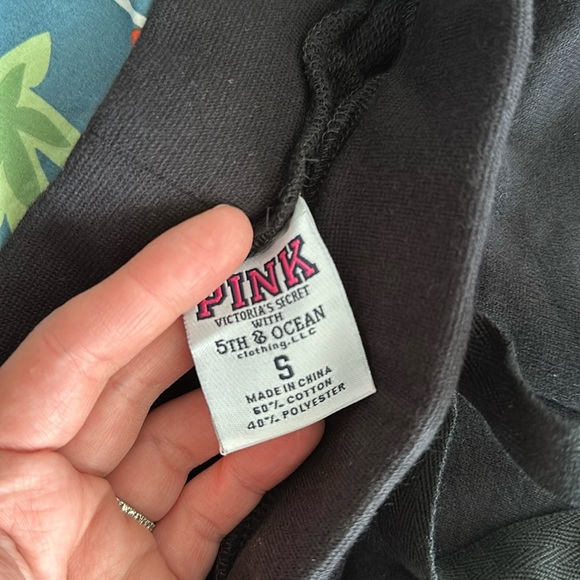 PINK
VICTORIA'S SECRET
WITH
5TH & OCEAN
clothing, LLC
S
MADE IN CHINA
60% COTTON
40% POLYESTER